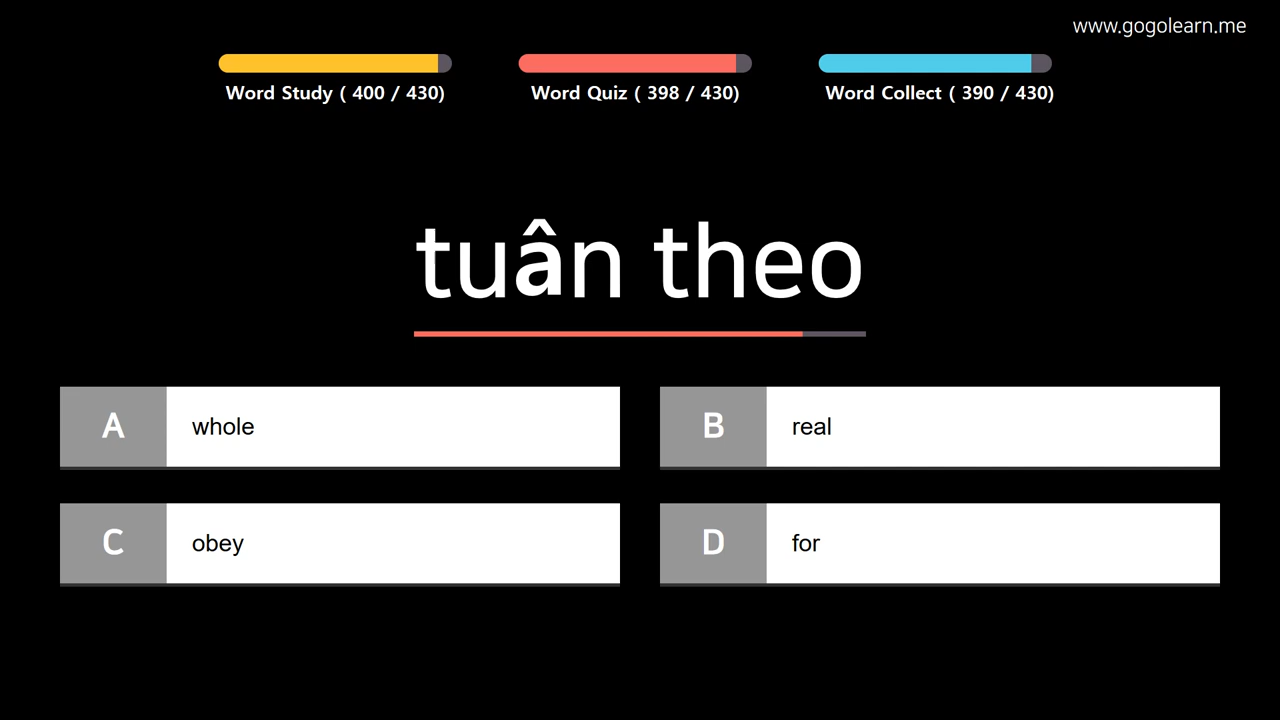 www.gogolearn.me
Word Study ( 400 / 430)
Word Quiz ( 398 / 430)
Word Collect ( 390 / 430)
tuân theo
A whole
B real
C obey
D for